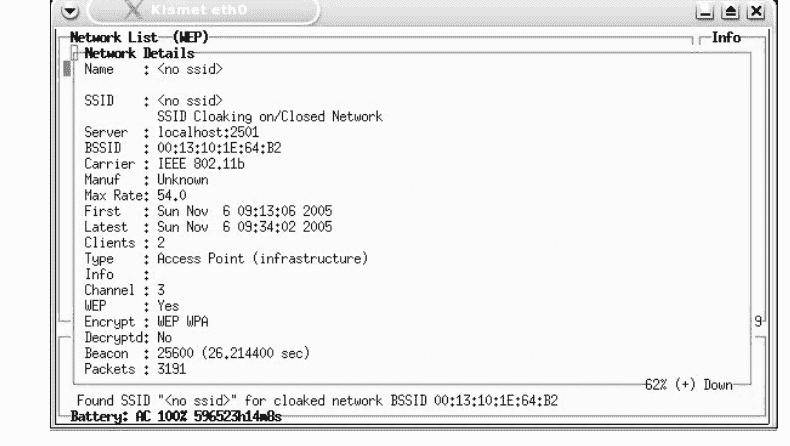 Kismet eth0
Network List (WEP)
Info
Network Details
Name : <no ssid>
SSID : <no ssid>
SSID Cloaking on/Closed Network
Server : localhost:2501
BSSID : 00:13:10:1E:64:B2
Carrier : IEEE 802.11b
Manuf : Unknown
Max Rate: 54.0
First : Sun Nov 6 09:13:06 2005
Latest : Sun Nov 6 09:34:02 2005
Clients : 2
Type : Access Point (infrastructure)
Info :
Channel : 3
WEP : Yes
Encrypt : WEP WPA
9
Decryptd: No
Beacon : 25600 (26.214400 sec)
Packets : 3191
62% (+) Down
Found SSID "<no ssid>" for cloaked network BSSID 00:13:10:1E:64:B2
Battery: AC 100% 596523h14m8s